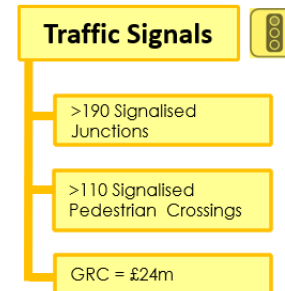 Traffic Signals
>190 Signalised
Junctions
>110 Signalised
Pedestrian Crossings
GRC = £24m